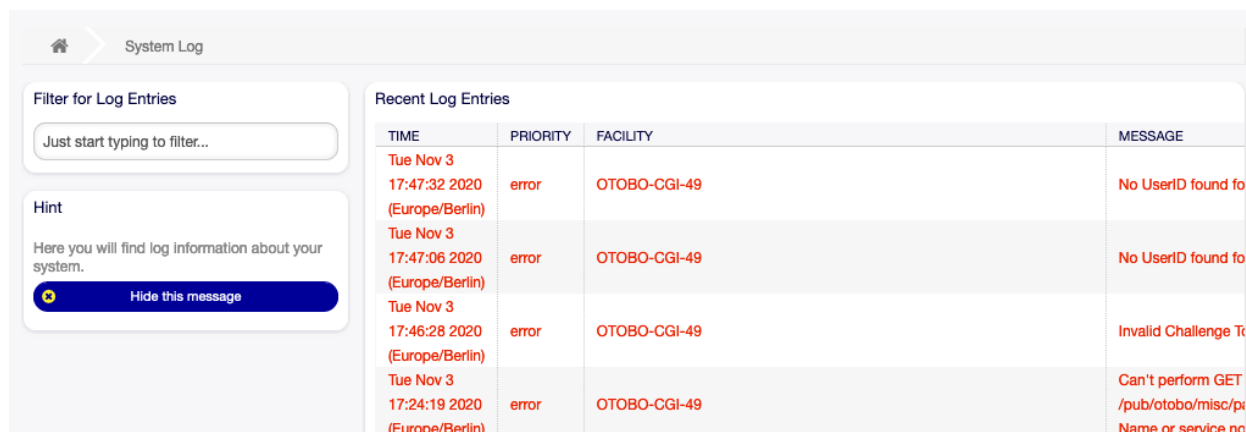 System Log
Filter for Log Entries
Just start typing to filter...
Hint
Here you will find log information about your
system.
Hide this message
Recent Log Entries
TIME PRIORITY FACILITY MESSAGE
Tue Nov 3
17:47:32 2020 error OTOBO-CGI-49 No UserID found fo
(Europe/Berlin)
Tue Nov 3
17:47:06 2020 error OTOBO-CGI-49 No UserID found fo
(Europe/Berlin)
Tue Nov 3
17:46:28 2020 error OTOBO-CGI-49 Invalid Challenge To
(Europe/Berlin)
Tue Nov 3 Can't perform GET
17:24:19 2020 error OTOBO-CGI-49 /pub/otobo/misc/pa
(Europe/Berlin) Name or service no